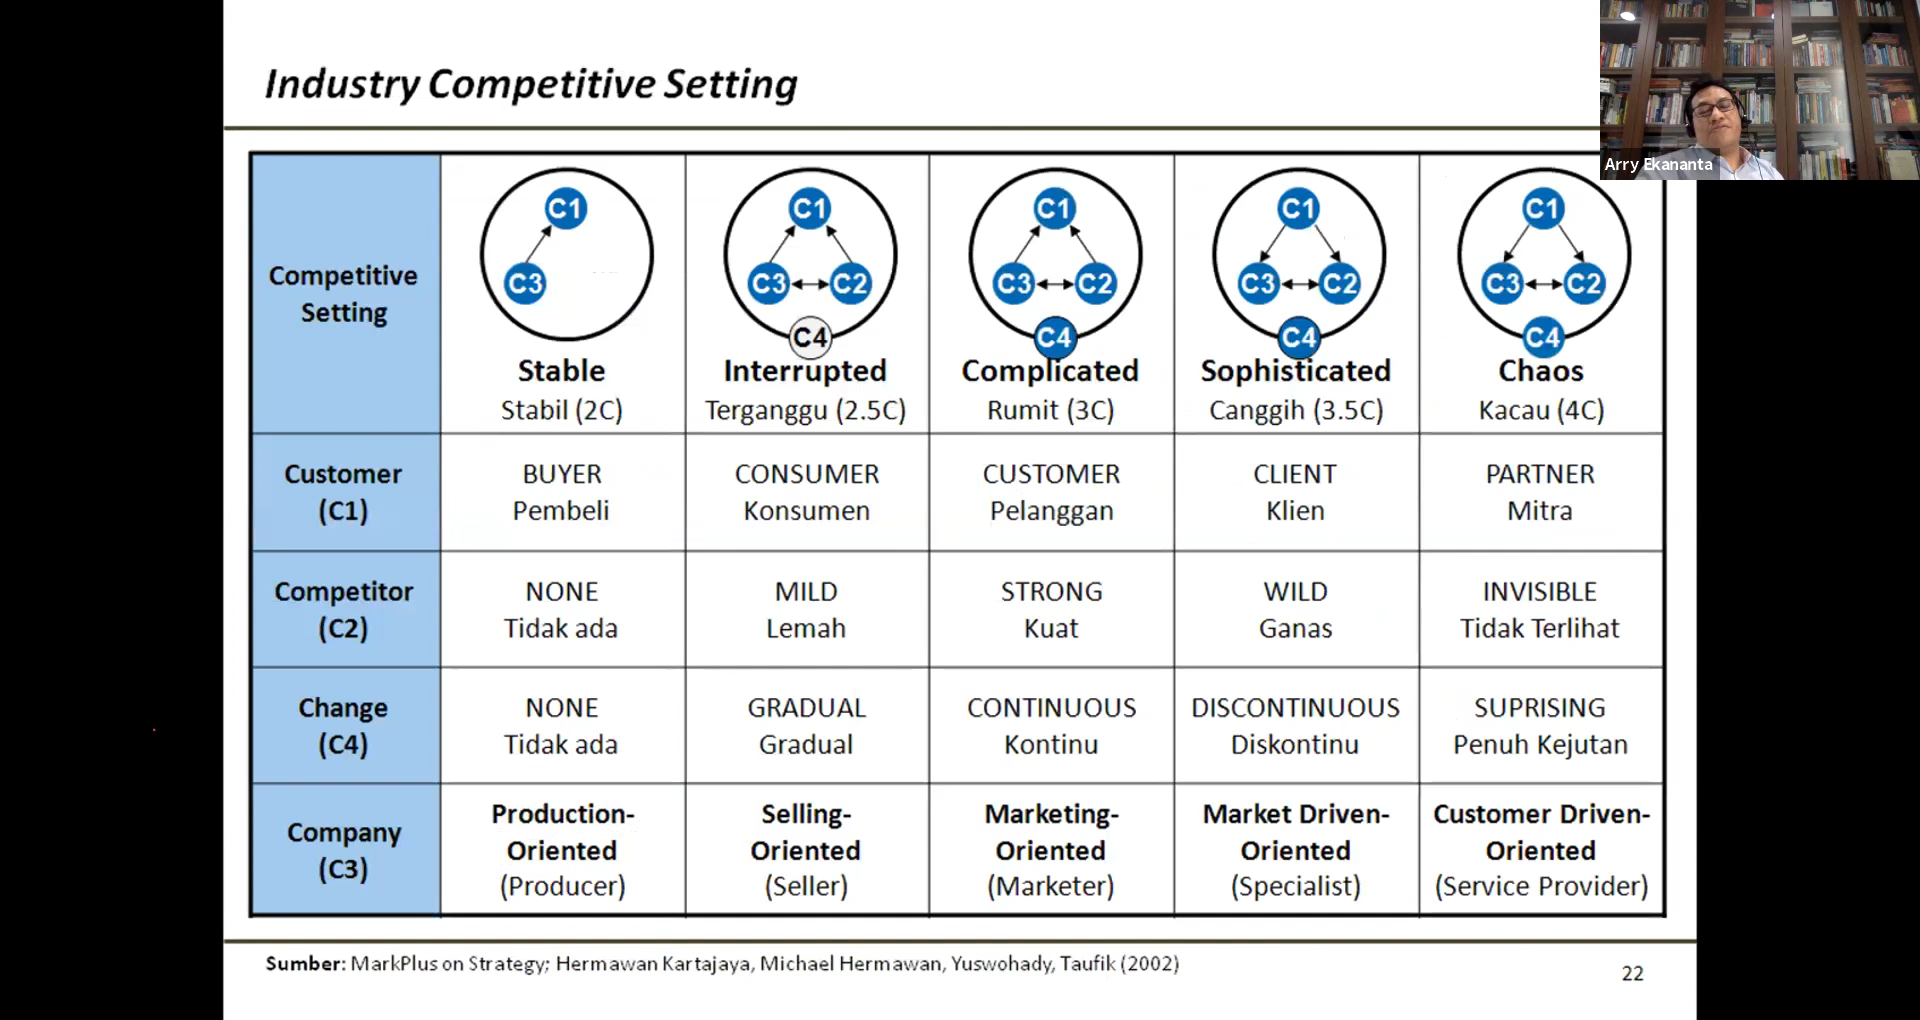 Industry Competitive Setting
Arry Ekananta
Competitive
Setting
C1
C3
Stable
Stabil (2C)
C1
C3
C2
C4
Interrupted
Terganggu (2.5C)
C1
C3
C2
C4
Complicated
Rumit (3C)
C1
C3
C2
C4
Sophisticated
Canggih (3.5C)
C1
C3
C2
C4
Chaos
Kacau (4C)
Customer
(C1)
BUYER
Pembeli
CONSUMER
Konsumen
CUSTOMER
Pelanggan
CLIENT
Klien
PARTNER
Mitra
Competitor
(C2)
NONE
Tidak ada
MILD
Lemah
STRONG
Kuat
WILD
Ganas
INVISIBLE
Tidak Terlihat
Change
(C4)
NONE
Tidak ada
GRADUAL
Gradual
CONTINUOUS
Kontinu
DISCONTINUOUS
Diskontinu
SUPRISING
Penuh Kejutan
Company
(C3)
Production-
Oriented
(Producer)
Selling-
Oriented
(Seller)
Marketing-
Oriented
(Marketer)
Market Driven-
Oriented
(Specialist)
Customer Driven-
Oriented
(Service Provider)
Sumber: MarkPlus on Strategy; Hermawan Kartajaya, Michael Hermawan, Yuswohady, Taufik (2002)
22